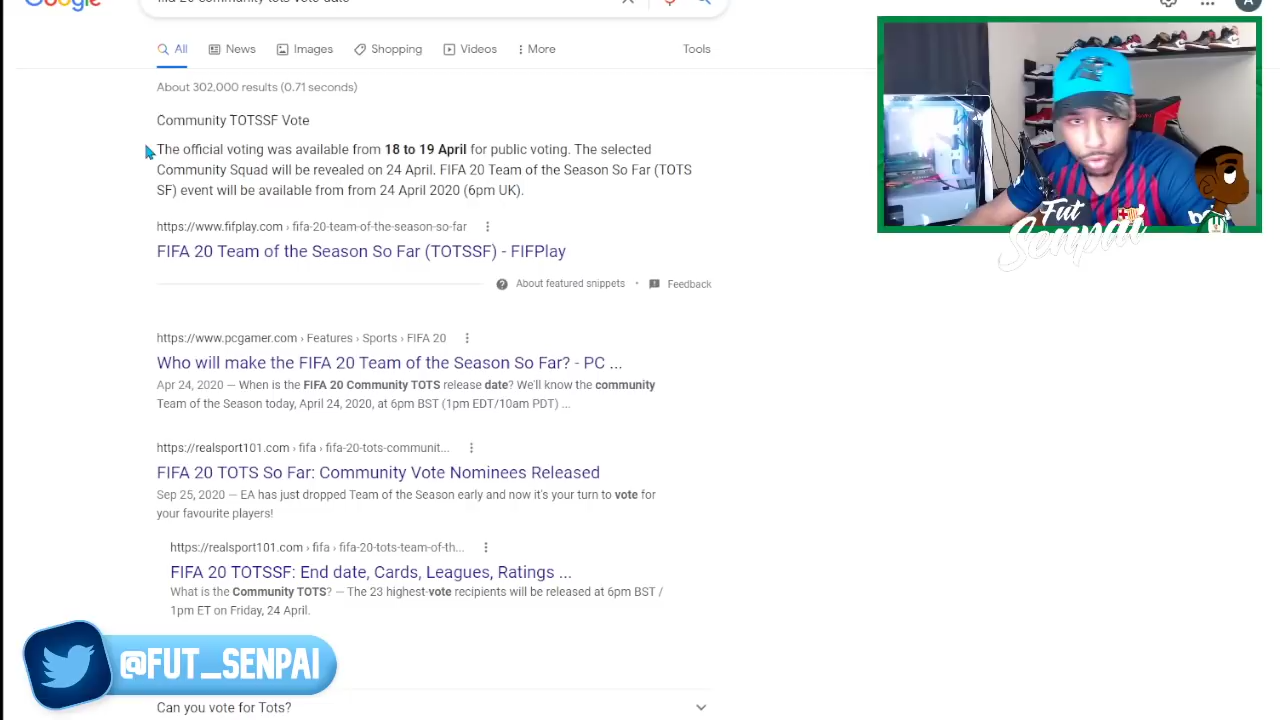 Google
fifa 20 community tots vote date
A
All
News
Images
Shopping
Videos
More
Tools
About 302,000 results (0.71 seconds)
Community TOTSSF Vote
The official voting was available from 18 to 19 April for public voting. The selected
Community Squad will be revealed on 24 April. FIFA 20 Team of the Season So Far (TOTS
SF) event will be available from from 24 April 2020 (6pm UK).
https://www.fifplay.com › fifa-20-team-of-the-season-so-far
FIFA 20 Team of the Season So Far (TOTSSF) - FIFPlay
About featured snippets • Feedback
https://www.pcgamer.com › Features › Sports › FIFA 20
Who will make the FIFA 20 Team of the Season So Far? - PC ...
Apr 24, 2020 — When is the FIFA 20 Community TOTS release date? We'll know the community
Team of the Season today, April 24, 2020, at 6pm BST (1pm EDT/10am PDT) ...
https://realsport101.com › fifa › fifa-20-tots-communit...
FIFA 20 TOTS So Far: Community Vote Nominees Released
Sep 25, 2020 — EA has just dropped Team of the Season early and now it's your turn to vote for
your favourite players!
https://realsport101.com › fifa › fifa-20-tots-team-of-th...
FIFA 20 TOTSSF: End date, Cards, Leagues, Ratings ...
What is the Community TOTS? — The 23 highest-vote recipients will be released at 6pm BST /
1pm ET on Friday, 24 April.
Can you vote for Tots?
Fut
Senpai
@FUT_SENPAI